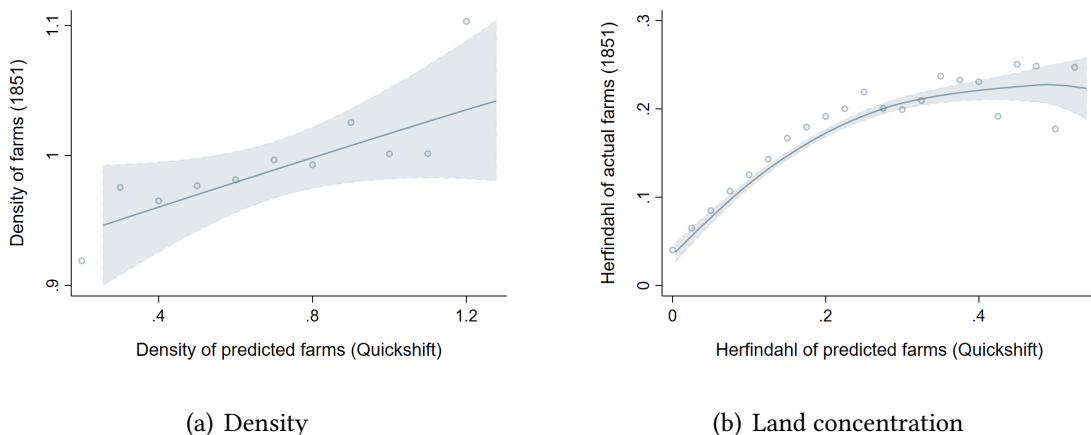 Density of farms (1851)
1.1
1
.9
.4
.8
1.2
Density of predicted farms (Quickshift)
(a) Density
Herfindahl of actual farms (1851)
.3
.2
.1
0
0
.2
.4
Herfindahl of predicted farms (Quickshift)
(b) Land concentration